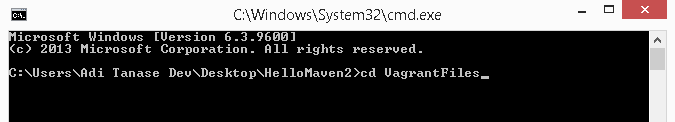 C:\Windows\System32\cmd.exe
Microsoft Windows [Version 6.3.9600]
(c) 2013 Microsoft Corporation. All rights reserved.
C:\Users\Adi Tanase Dev\Desktop\HelloMaven2>cd VagrantFiles_